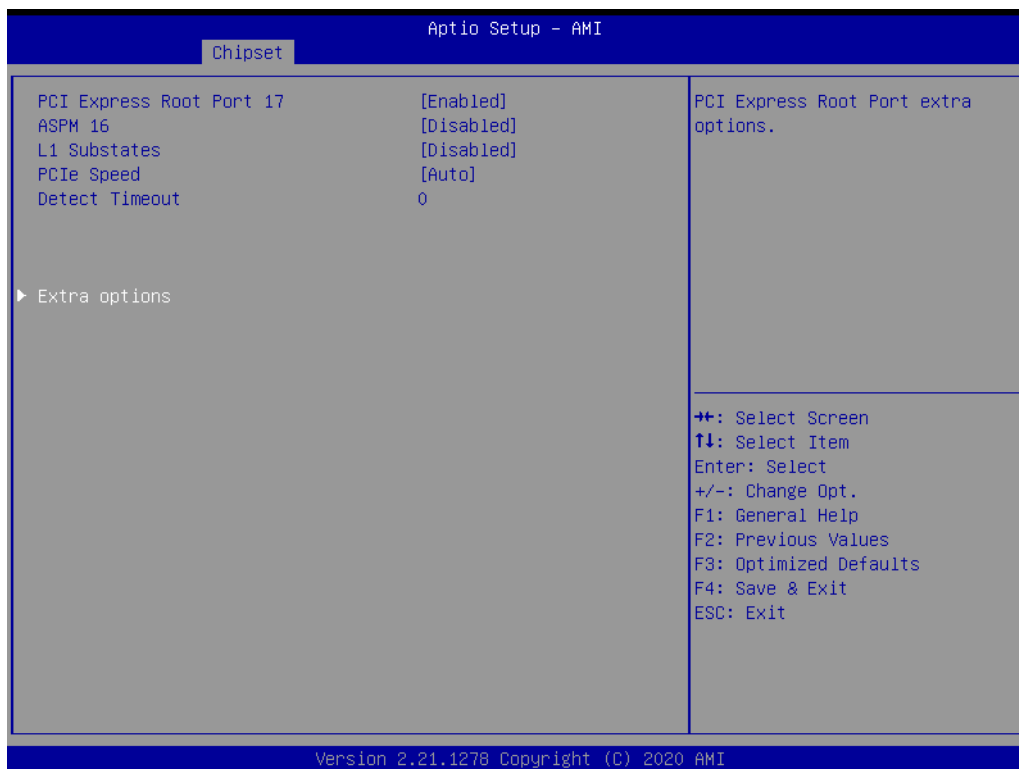 Aptio Setup – AMI
Chipset
PCI Express Root Port 17 [Enabled]
ASPM 16 [Disabled]
L1 Substates [Disabled]
PCIe Speed [Auto]
Detect Timeout 0
▶ Extra options
PCI Express Root Port extra
options.
→←: Select Screen
↑↓: Select Item
Enter: Select
+/-: Change Opt.
F1: General Help
F2: Previous Values
F3: Optimized Defaults
F4: Save & Exit
ESC: Exit
Version 2.21.1278 Copyright (C) 2020 AMI